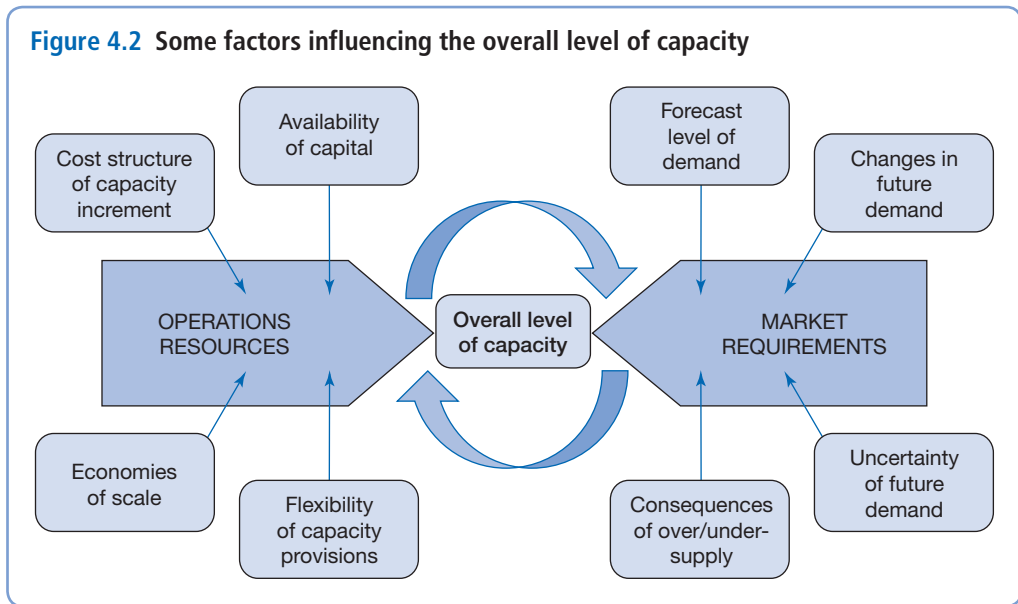 Figure 4.2 Some factors influencing the overall level of capacity
Cost structure
of capacity
increment
Availability
of capital
Forecast
level of
demand
Changes in
future
demand
OPERATIONS
RESOURCES
Overall level
of capacity
MARKET
REQUIREMENTS
Economies
of scale
Flexibility
of capacity
provisions
Consequences
of over/under-
supply
Uncertainty
of future
demand